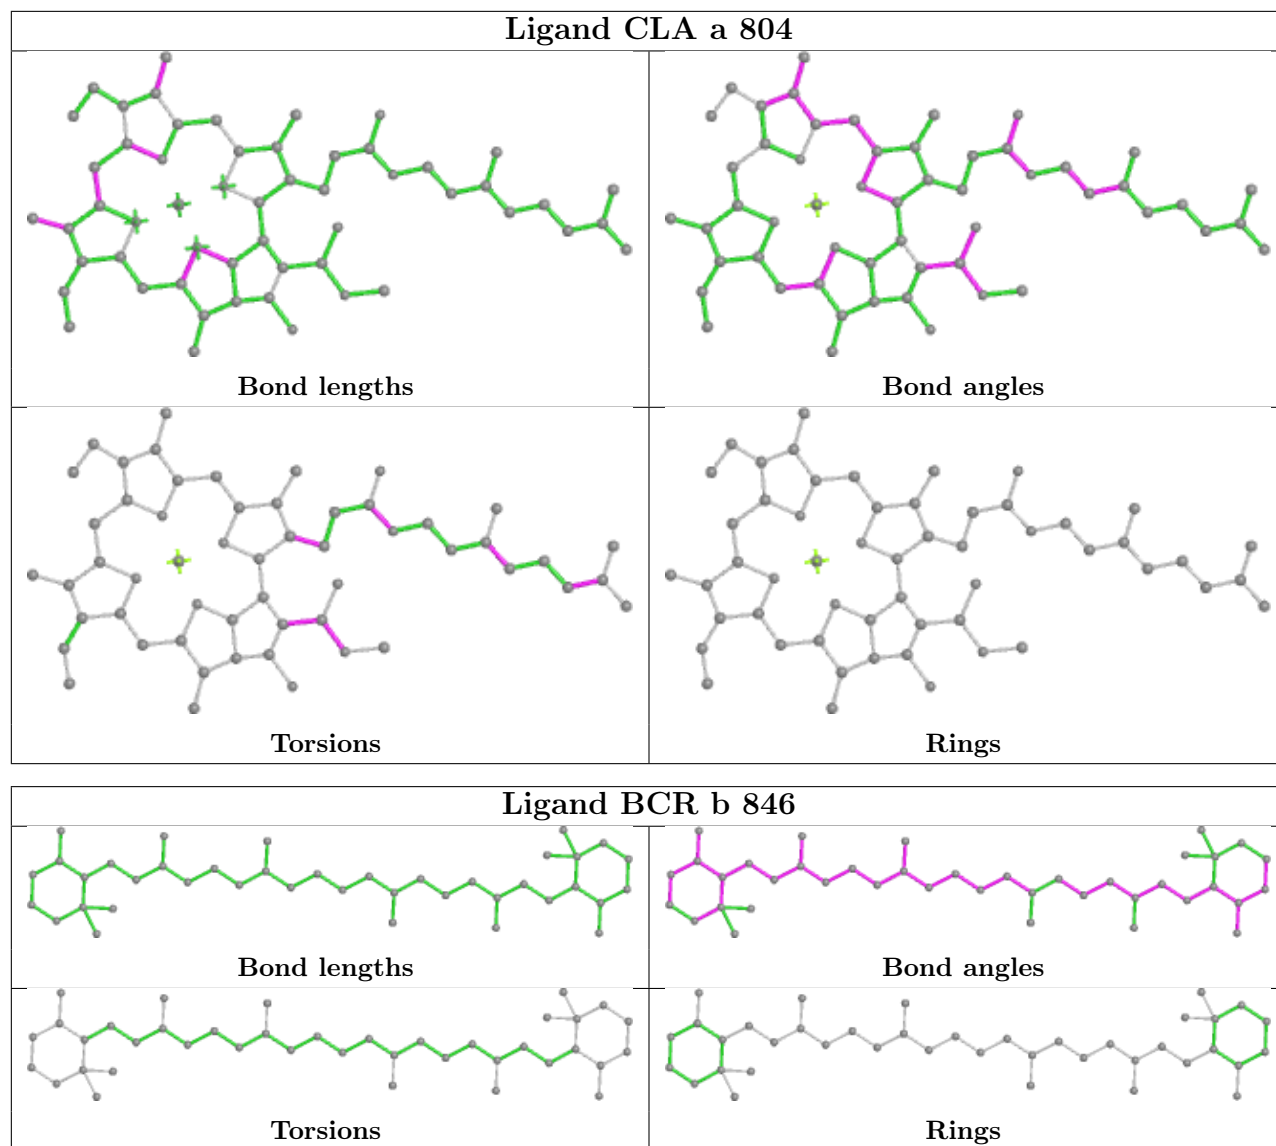 Ligand CLA a 804
Bond lengths
Bond angles
Torsions
Rings
Ligand BCR b 846
Bond lengths
Bond angles
Torsions
Rings